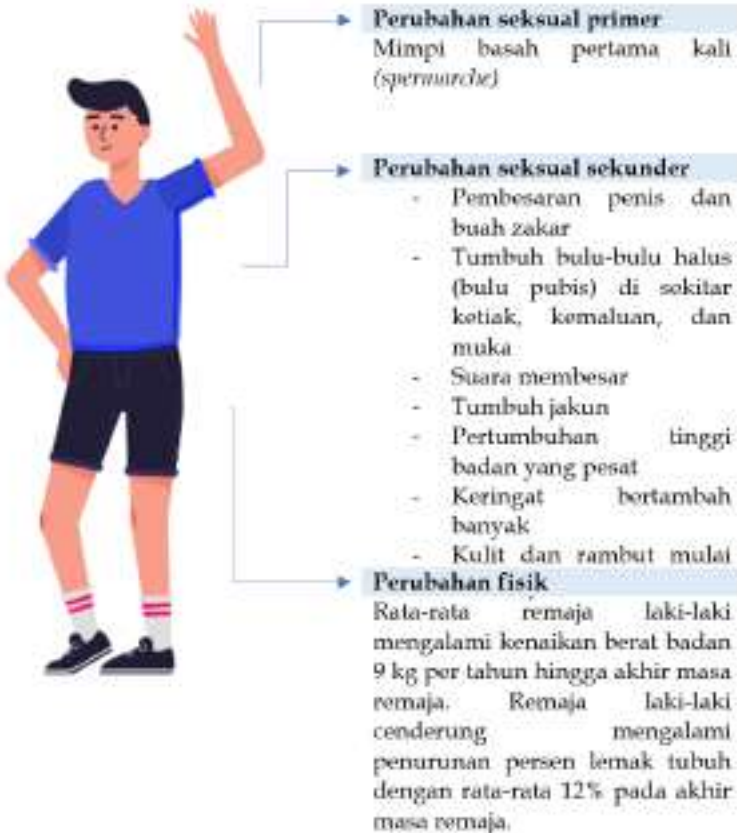 Perubahan seksual primer
Mimpi basah pertama kali
(spermarche)
Perubahan seksual sekunder
- Pembesaran penis dan
buah zakar
- Tumbuh bulu-bulu halus
(bulu pubis) di sekitar
ketiak, kemaluan, dan
muka
- Suara membesar
- Tumbuh jakun
- Pertumbuhan tinggi
badan yang pesat
- Keringat bertambah
banyak
- Kulit dan rambut mulai
Perubahan fisik
Rata-rata remaja laki-laki
mengalami kenaikan berat badan
9 kg per tahun hingga akhir masa
remaja. Remaja laki-laki
cenderung mengalami
penurunan persen lemak tubuh
dengan rata-rata 12% pada akhir
masa remaja.